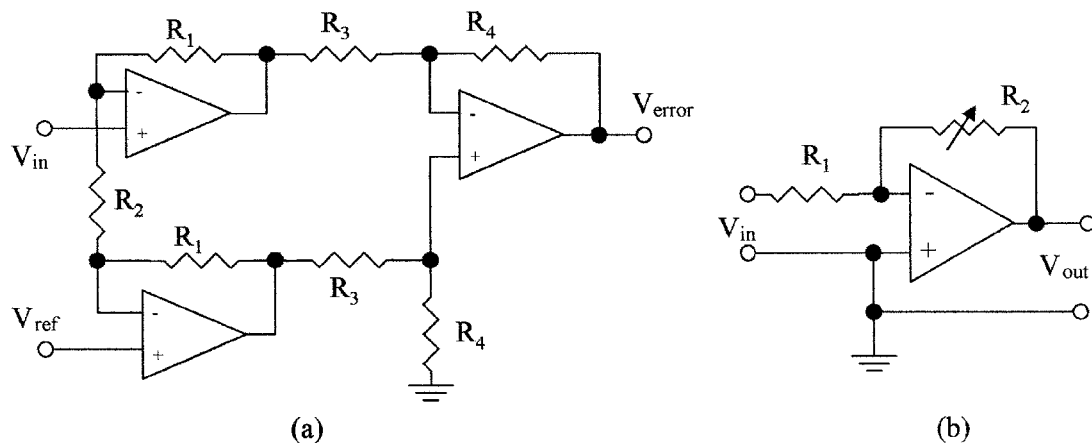 R1
R3
R4
-
+
Vin
R2
-
+
Verror
R1
R3
Vref
-
+
R4
(a)
R2
R1
-
+
Vin
Vout
(b)